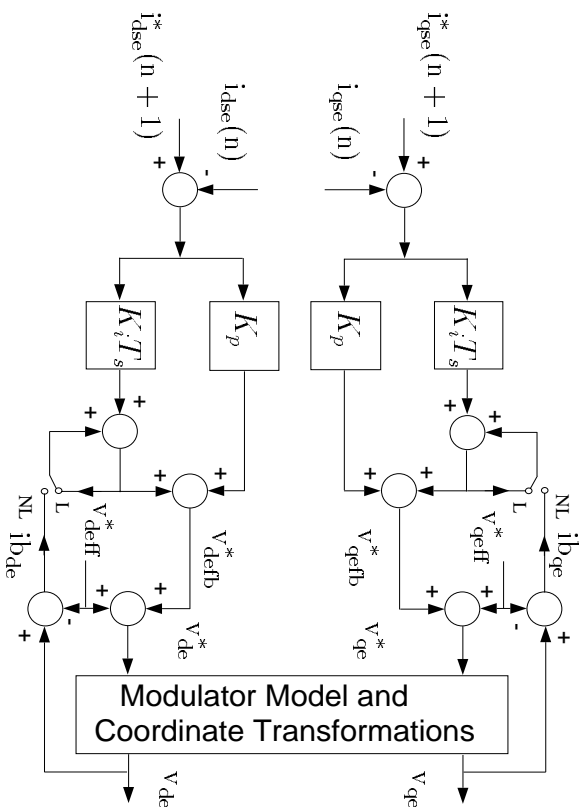 i*dse(n + 1)
i*qse(n + 1)
idse(n)
iqse(n)
+
-
-
+
KiTs
Kp
Kp
KiTs
+
+
+
+
+
+
+
+
NL
L
L
NL
ibde
V*deff
V*defb
V*qefb
V*qeff
ibqe
+
-
+
+
+
+
-
+
V*de
V*qe
Modulator Model and
Coordinate Transformations
Vde
Vqe